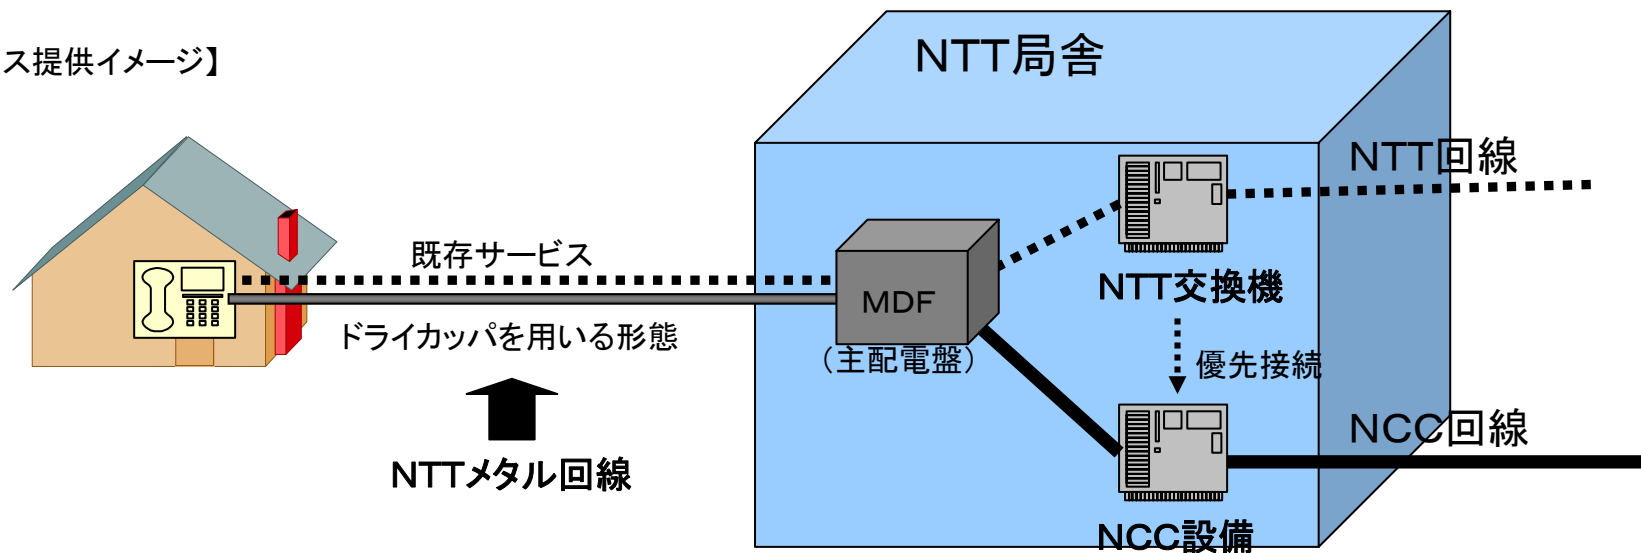 ス提供イメージ】
NTT局舎
NTT回線
既存サービス
NTT交換機
MDF
ドライカッパを用いる形態
(主配電盤)
優先接続
NCC回線
NTTメタル回線
NCC設備